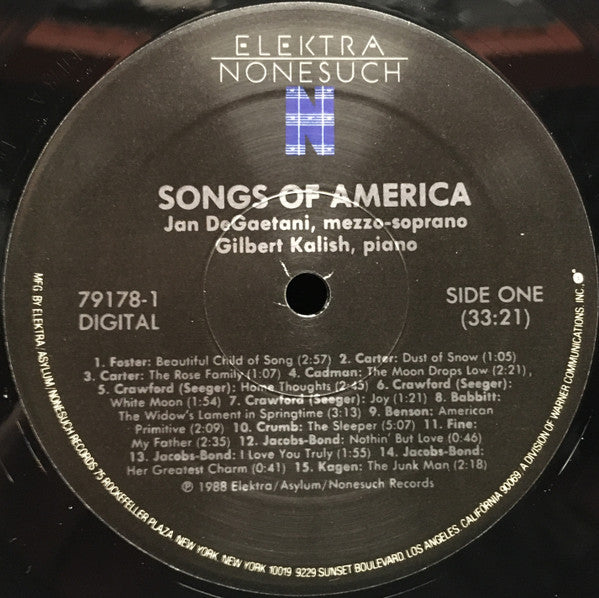 ELEKTRA
NONESUCH
N
SONGS OF AMERICA
Jan DeGaetani, mezzo-soprano
Gilbert Kalish, piano
79178-1
DIGITAL
SIDE ONE
(33:21)
1. Foster: Beautiful Child of Song (2:57) 2. Carter: Dust of Snow (1:05)
3. Carter: The Rose Family (1:07) 4. Cadman: The Moon Drops Low (2:21),
5. Crawford (Seeger): Home Thoughts (2:45) 6. Crawford (Seeger):
White Moon (1:54) 7. Crawford (Seeger): Joy (1:21) 8. Babbitt:
The Widow's Lament in Springtime (3:13) 9. Benson: American
Primitive (2:09) 10. Crumb: The Sleeper (5:07) 11. Fine:
My Father (2:35) 12. Jacobs-Bond: Nothin' But Love (0:46)
13. Jacobs-Bond: I Love You Truly (1:55) 14. Jacobs-Bond:
Her Greatest Charm (0:41) 15. Kagen: The Junk Man (2:18)
℗ 1988 Elektra/Asylum/Nonesuch Records
MFG BY ELEKTRA/ASYLUM NONESUCH RECORDS 75 ROCKEFELLER PLAZA, NEW YORK, NEW YORK 10019 9229 SUNSET BOULEVARD, LOS ANGELES, CALIFORNIA 90069 A DIVISION OF WARNER COMMUNICATIONS INC.